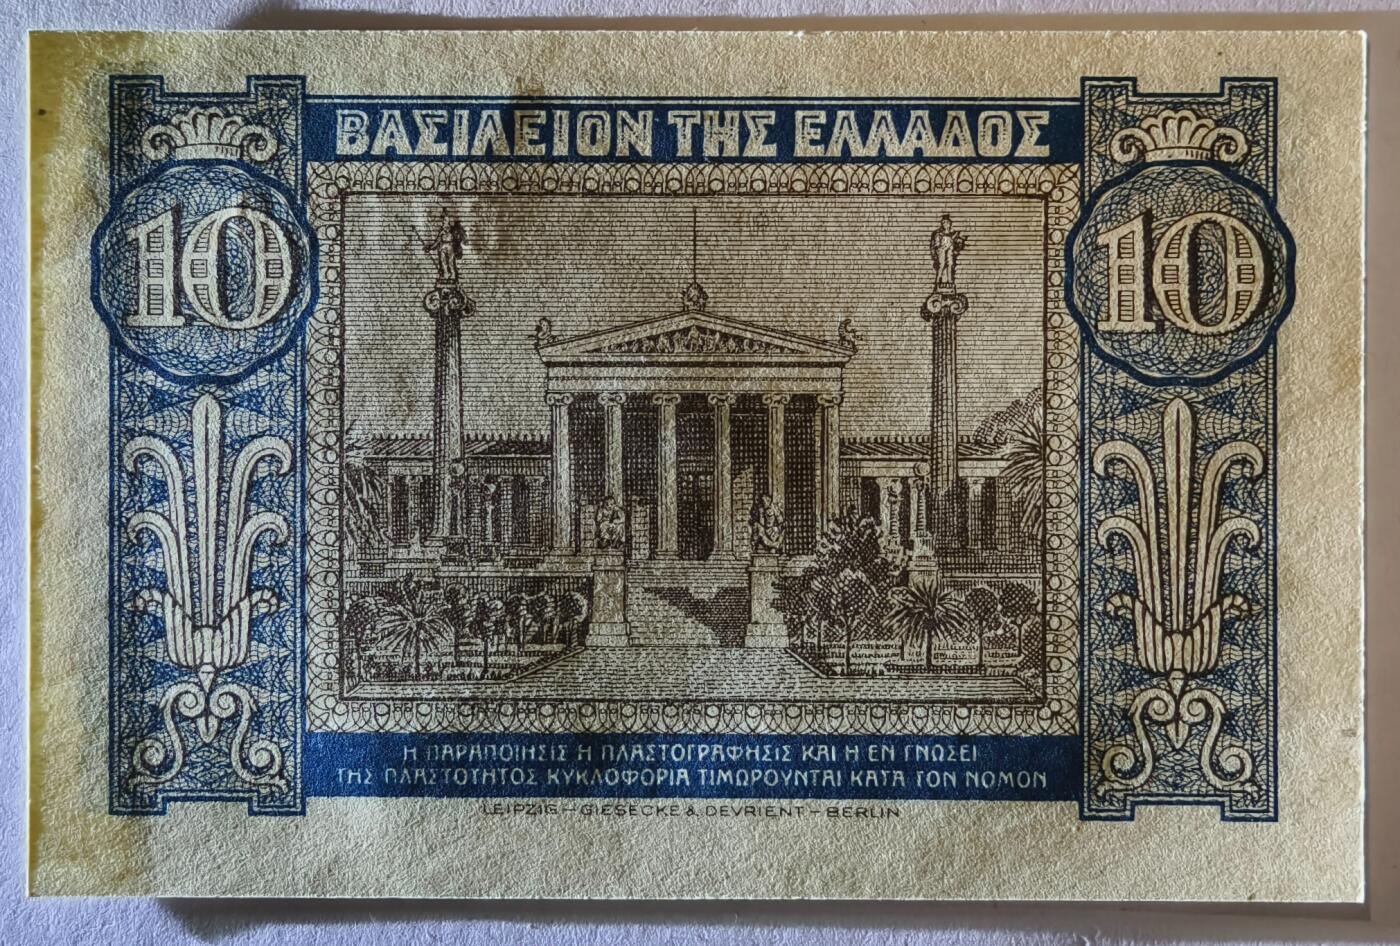 ΒΑΣΙΛΕΙΟΝ ΤΗΣ ΕΛΛΑΔΟΣ
10
10
Η ΠΑΡΑΠΟΙΗΣΙΣ Η ΠΛΑΣΤΟΓΡΑΦΗΣΙΣ ΚΑΙ Η ΕΝ ΓΝΩΣΕΙ
ΤΗΣ ΠΛΑΣΤΟΤΗΤΟΣ ΚΥΚΛΟΦΟΡΙΑ ΤΙΜΩΡΟΥΝΤΑΙ ΚΑΤΑ ΤΟΝ ΝΟΜΟΝ
LEIPZIG – GIESECKE & DEVRIENT – BERLIN